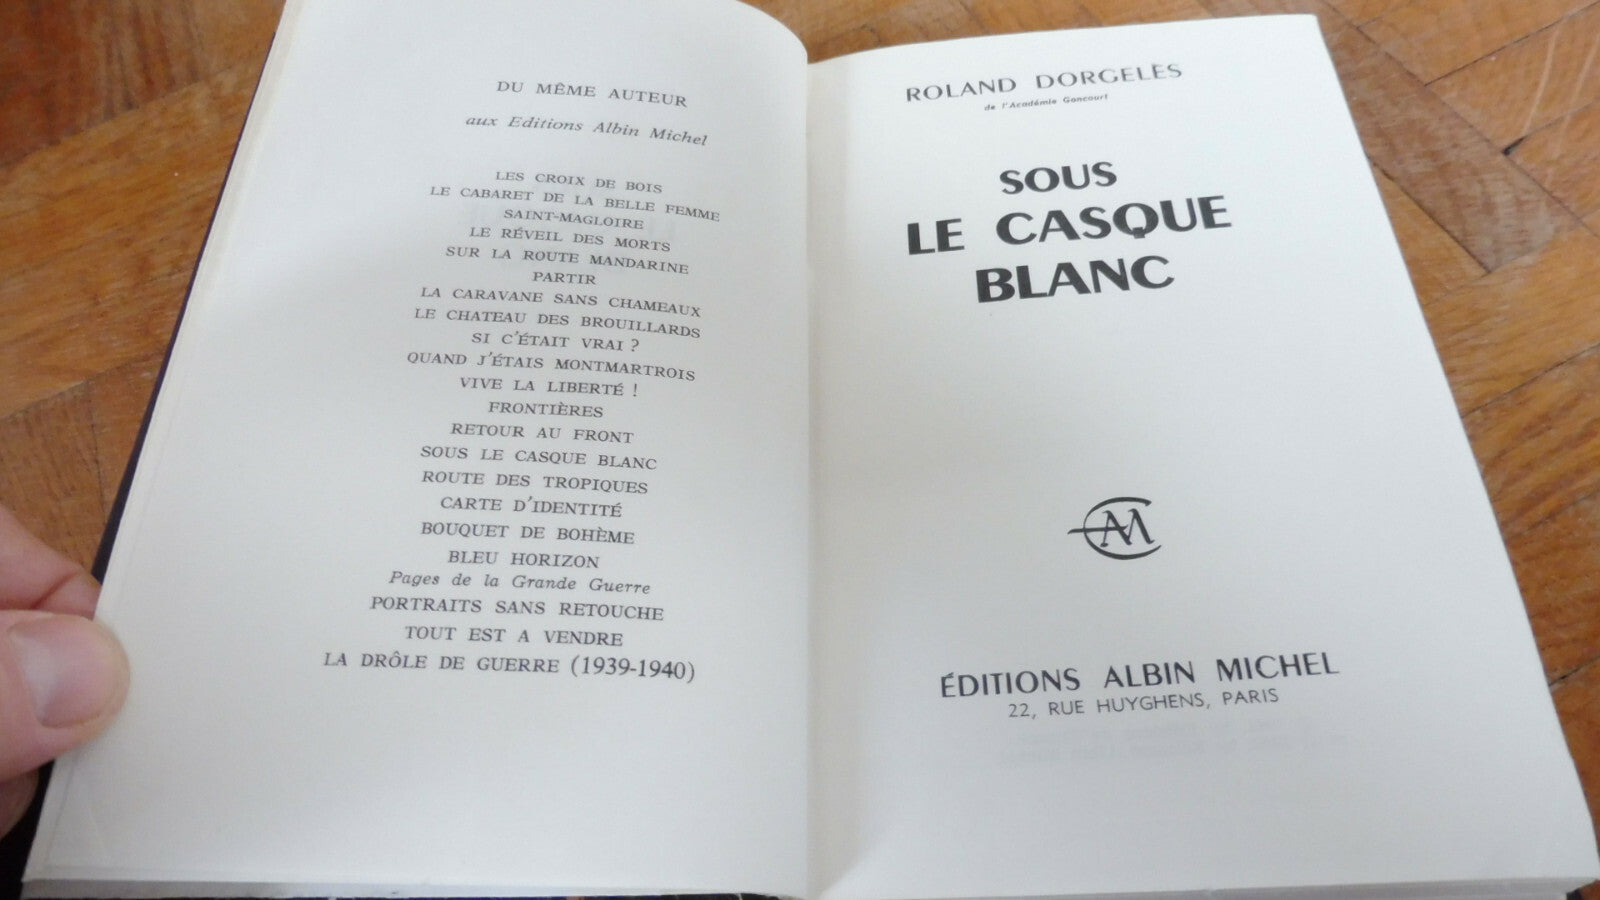 DU MÊME AUTEUR
aux Editions Albin Michel
LES CROIX DE BOIS
LE CABARET DE LA BELLE FEMME
SAINT-MAGLOIRE
LE RÉVEIL DES MORTS
SUR LA ROUTE MANDARINE
PARTIR
LA CARAVANE SANS CHAMEAUX
LE CHATEAU DES BROUILLARDS
SI C'ÉTAIT VRAI ?
QUAND J'ÉTAIS MONTMARTROIS
VIVE LA LIBERTÉ !
FRONTIÈRES
RETOUR AU FRONT
SOUS LE CASQUE BLANC
ROUTE DES TROPIQUES
CARTE D'IDENTITÉ
BOUQUET DE BOHÈME
BLEU HORIZON
Pages de la Grande Guerre
PORTRAITS SANS RETOUCHE
TOUT EST A VENDRE
LA DRÔLE DE GUERRE (1939-1940)
ROLAND DORGELÈS
de l'Académie Goncourt
SOUS
LE CASQUE
BLANC
AM
ÉDITIONS ALBIN MICHEL
22, RUE HUYGHENS, PARIS